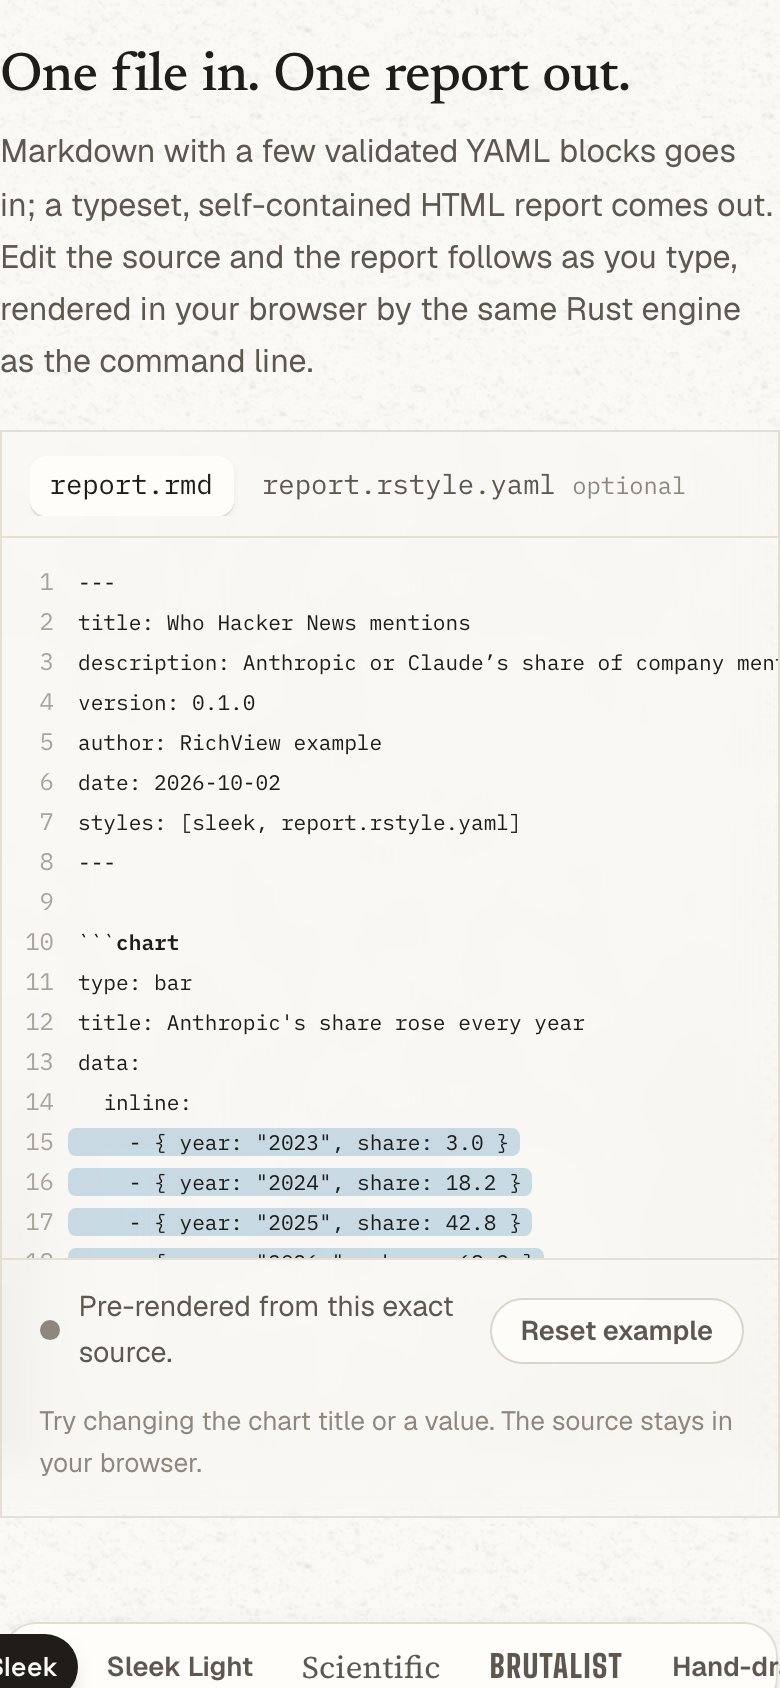 One file in. One report out.
Markdown with a few validated YAML blocks goes
in; a typeset, self-contained HTML report comes out.
Edit the source and the report follows as you type,
rendered in your browser by the same Rust engine
as the command line.
report.rmd report.rstyle.yaml optional
1 ---
2 title: Who Hacker News mentions
3 description: Anthropic or Claude’s share of company
4 version: 0.1.0
5 author: RichView example
6 date: 2026-10-02
7 styles: [sleek, report.rstyle.yaml]
8 ---
9
10 ```chart
11 type: bar
12 title: Anthropic's share rose every year
13 data:
14 inline:
15 - { year: "2023", share: 3.0 }
16 - { year: "2024", share: 18.2 }
17 - { year: "2025", share: 42.8 }
Pre-rendered from this exact
source.
Reset example
Try changing the chart title or a value. The source stays in
your browser.
Sleek Sleek Light Scientific BRUTALIST